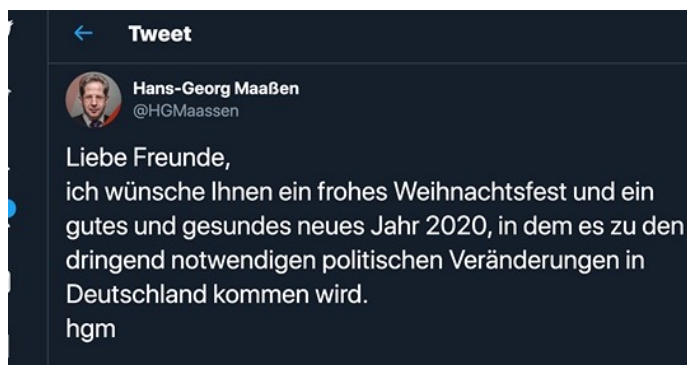 Tweet
Hans-Georg Maaßen
@HGMaassen
Liebe Freunde,
ich wünsche Ihnen ein frohes Weihnachtsfest und ein
gutes und gesundes neues Jahr 2020, in dem es zu den
dringend notwendigen politischen Veränderungen in
Deutschland kommen wird.
hgm